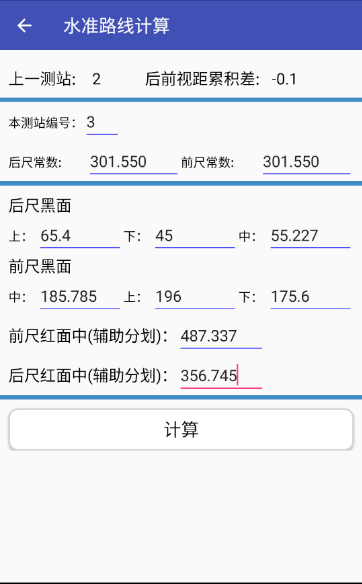 水准路线计算
上一测站: 2 后前视距累积差: -0.1
本测站编号: 3
后尺常数: 301.550 前尺常数: 301.550
后尺黑面
上: 65.4 下: 45 中: 55.227
前尺黑面
中: 185.785 上: 196 下: 175.6
前尺红面中(辅助分划): 487.337
后尺红面中(辅助分划): 356.745
计算